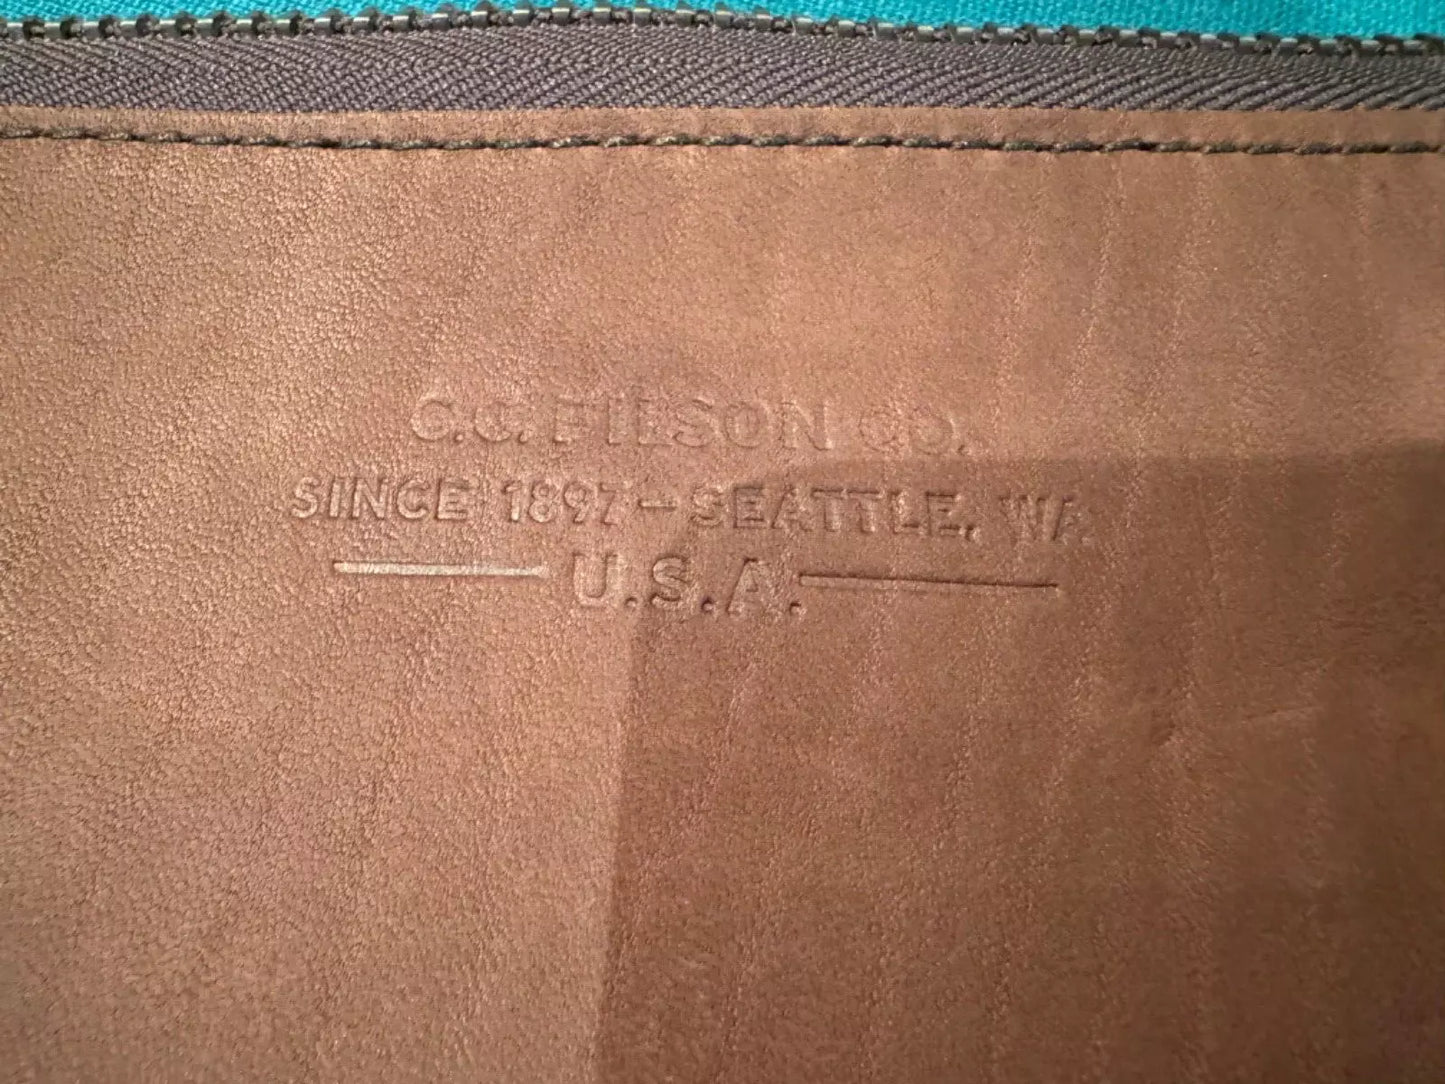 C.C. FILSON CO.
SINCE 1897 - SEATTLE, WA
U.S.A.